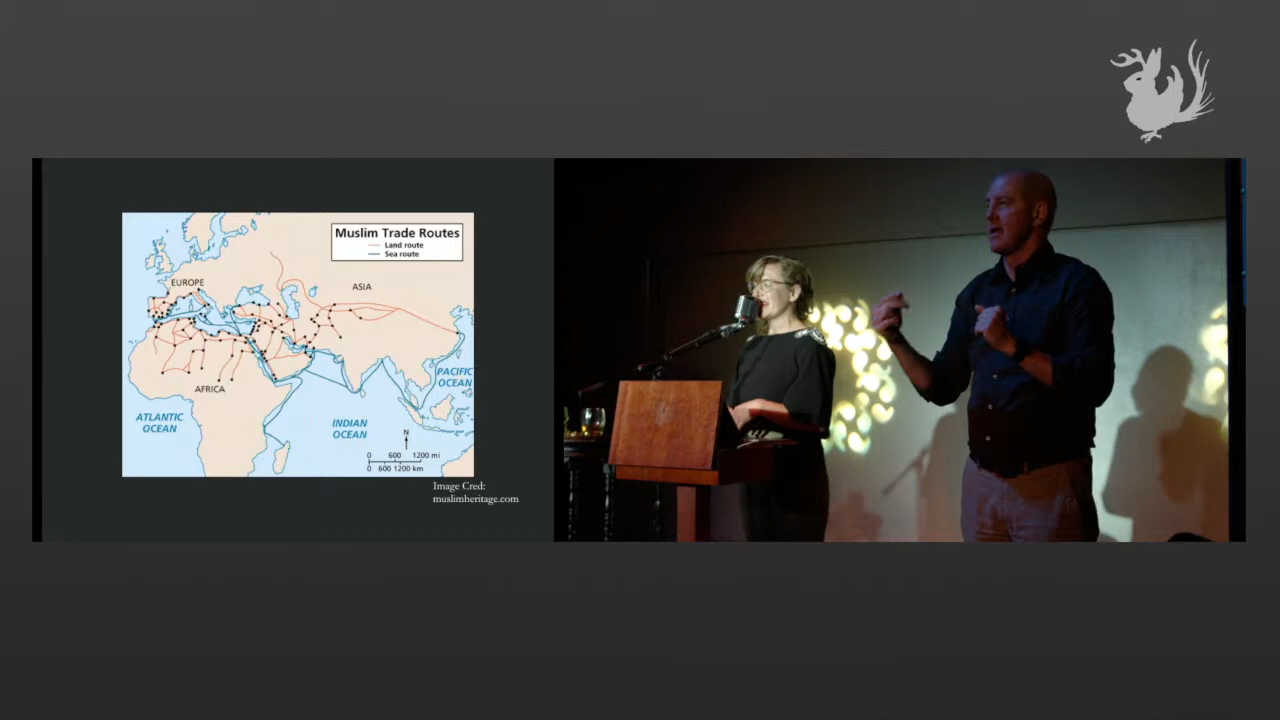 Muslim Trade Routes
Land route
Sea route
EUROPE
ASIA
AFRICA
PACIFIC
OCEAN
ATLANTIC
OCEAN
INDIAN
OCEAN
N
0 600 1200 mi
0 600 1200 km
Image Cred:
muslimheritage.com